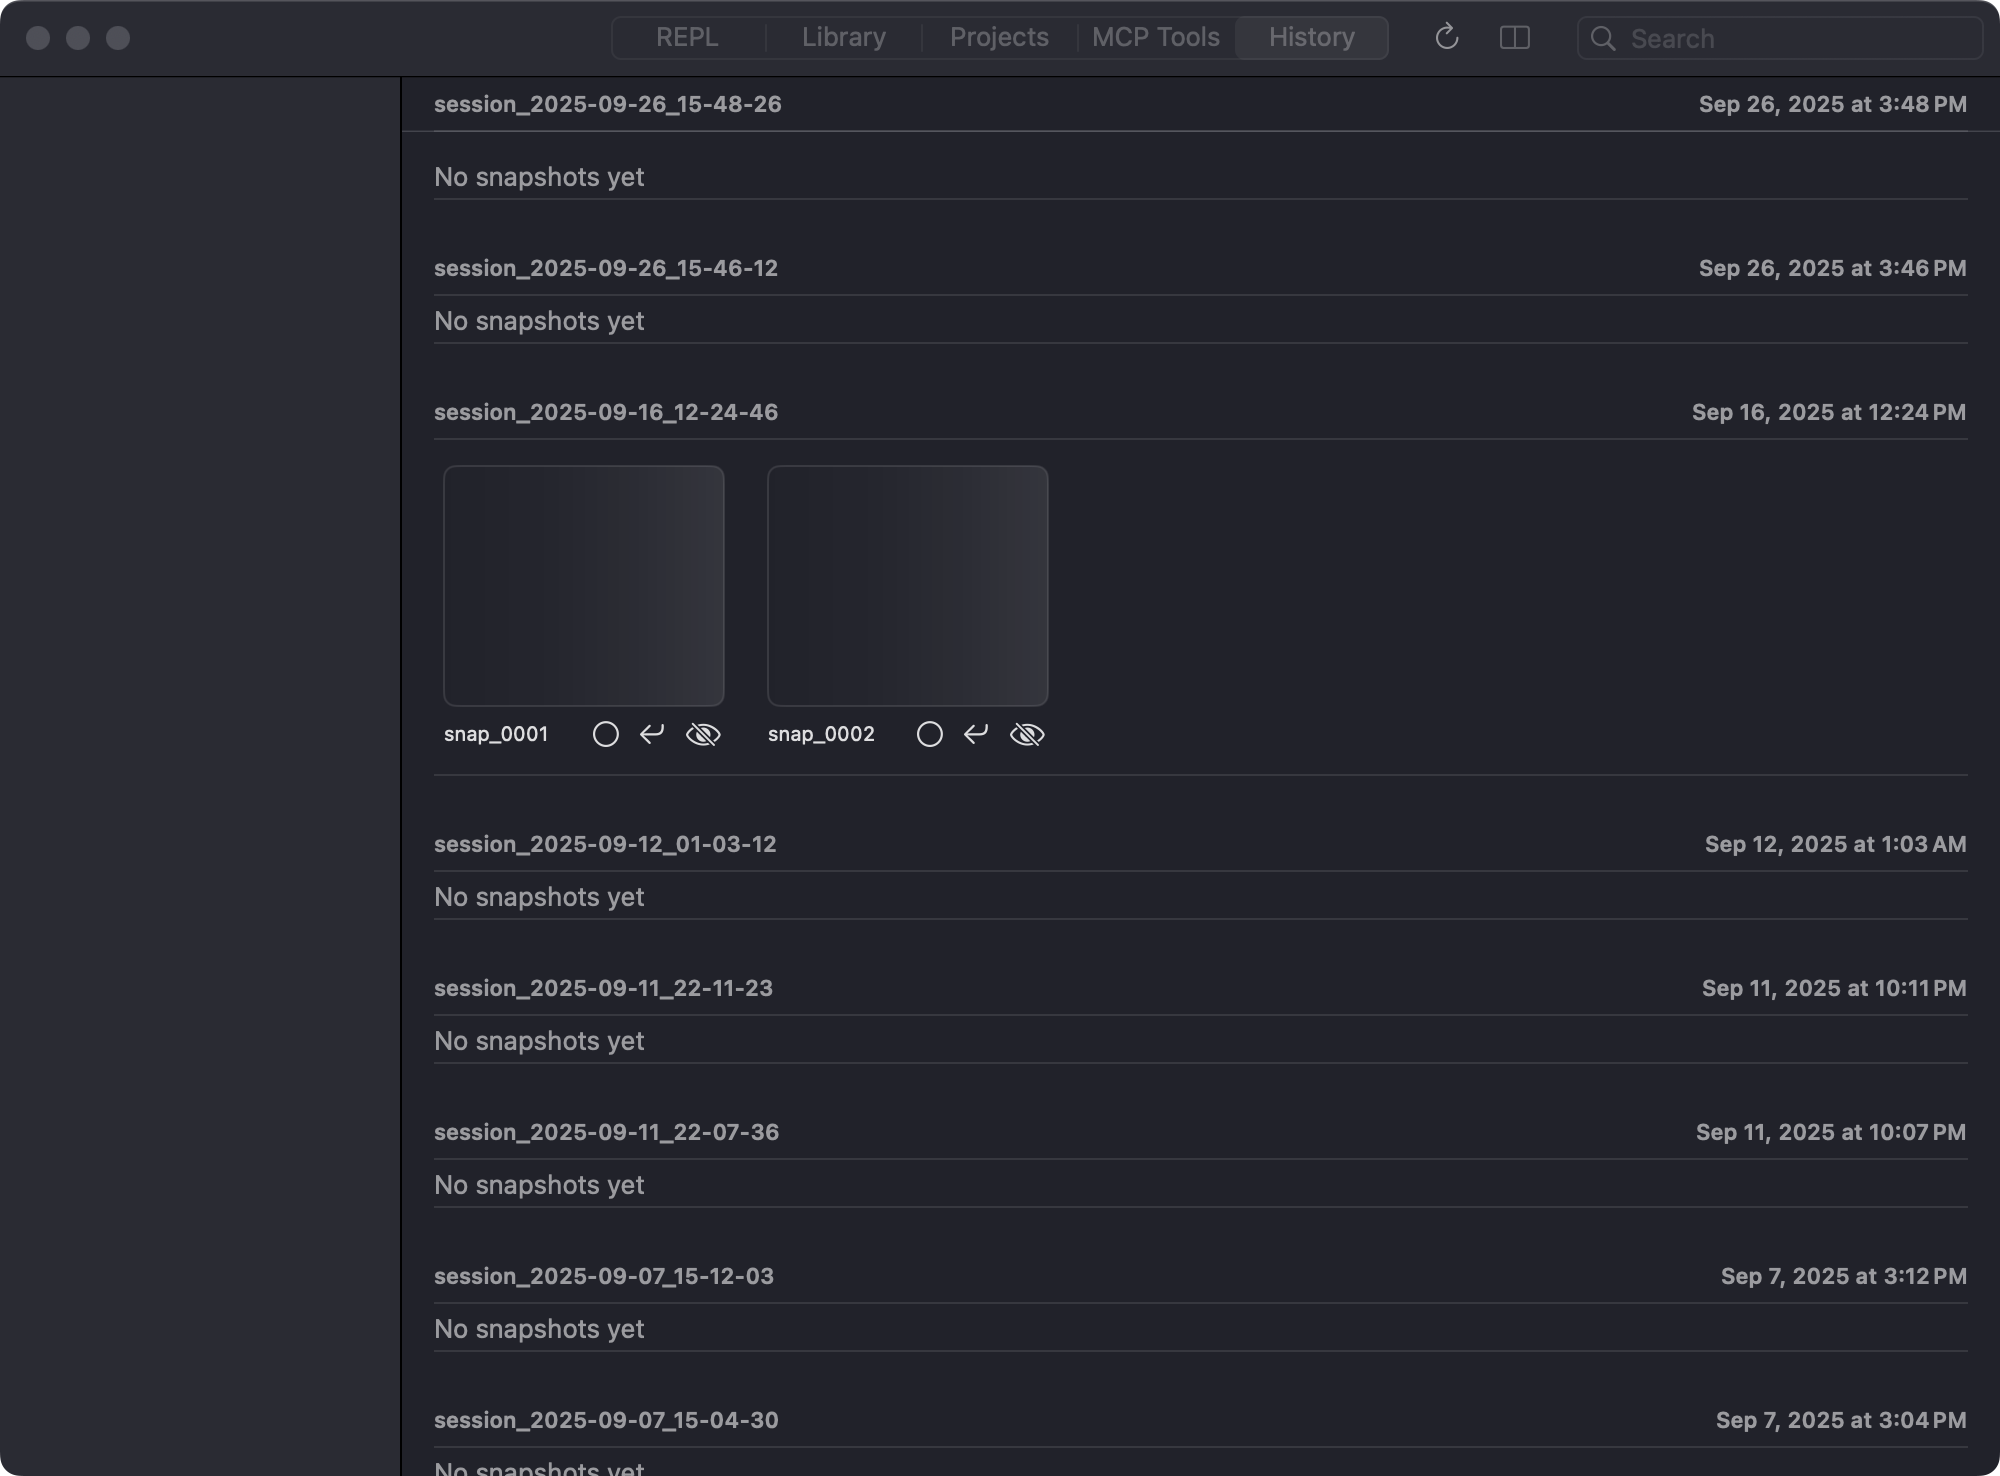 REPL Library Projects MCP Tools History Search
session_2025-09-26_15-48-26 Sep 26, 2025 at 3:48 PM
No snapshots yet
session_2025-09-26_15-46-12 Sep 26, 2025 at 3:46 PM
No snapshots yet
session_2025-09-16_12-24-46 Sep 16, 2025 at 12:24 PM
snap_0001 snap_0002
session_2025-09-12_01-03-12 Sep 12, 2025 at 1:03 AM
No snapshots yet
session_2025-09-11_22-11-23 Sep 11, 2025 at 10:11 PM
No snapshots yet
session_2025-09-11_22-07-36 Sep 11, 2025 at 10:07 PM
No snapshots yet
session_2025-09-07_15-12-03 Sep 7, 2025 at 3:12 PM
No snapshots yet
session_2025-09-07_15-04-30 Sep 7, 2025 at 3:04 PM
No snapshots yet